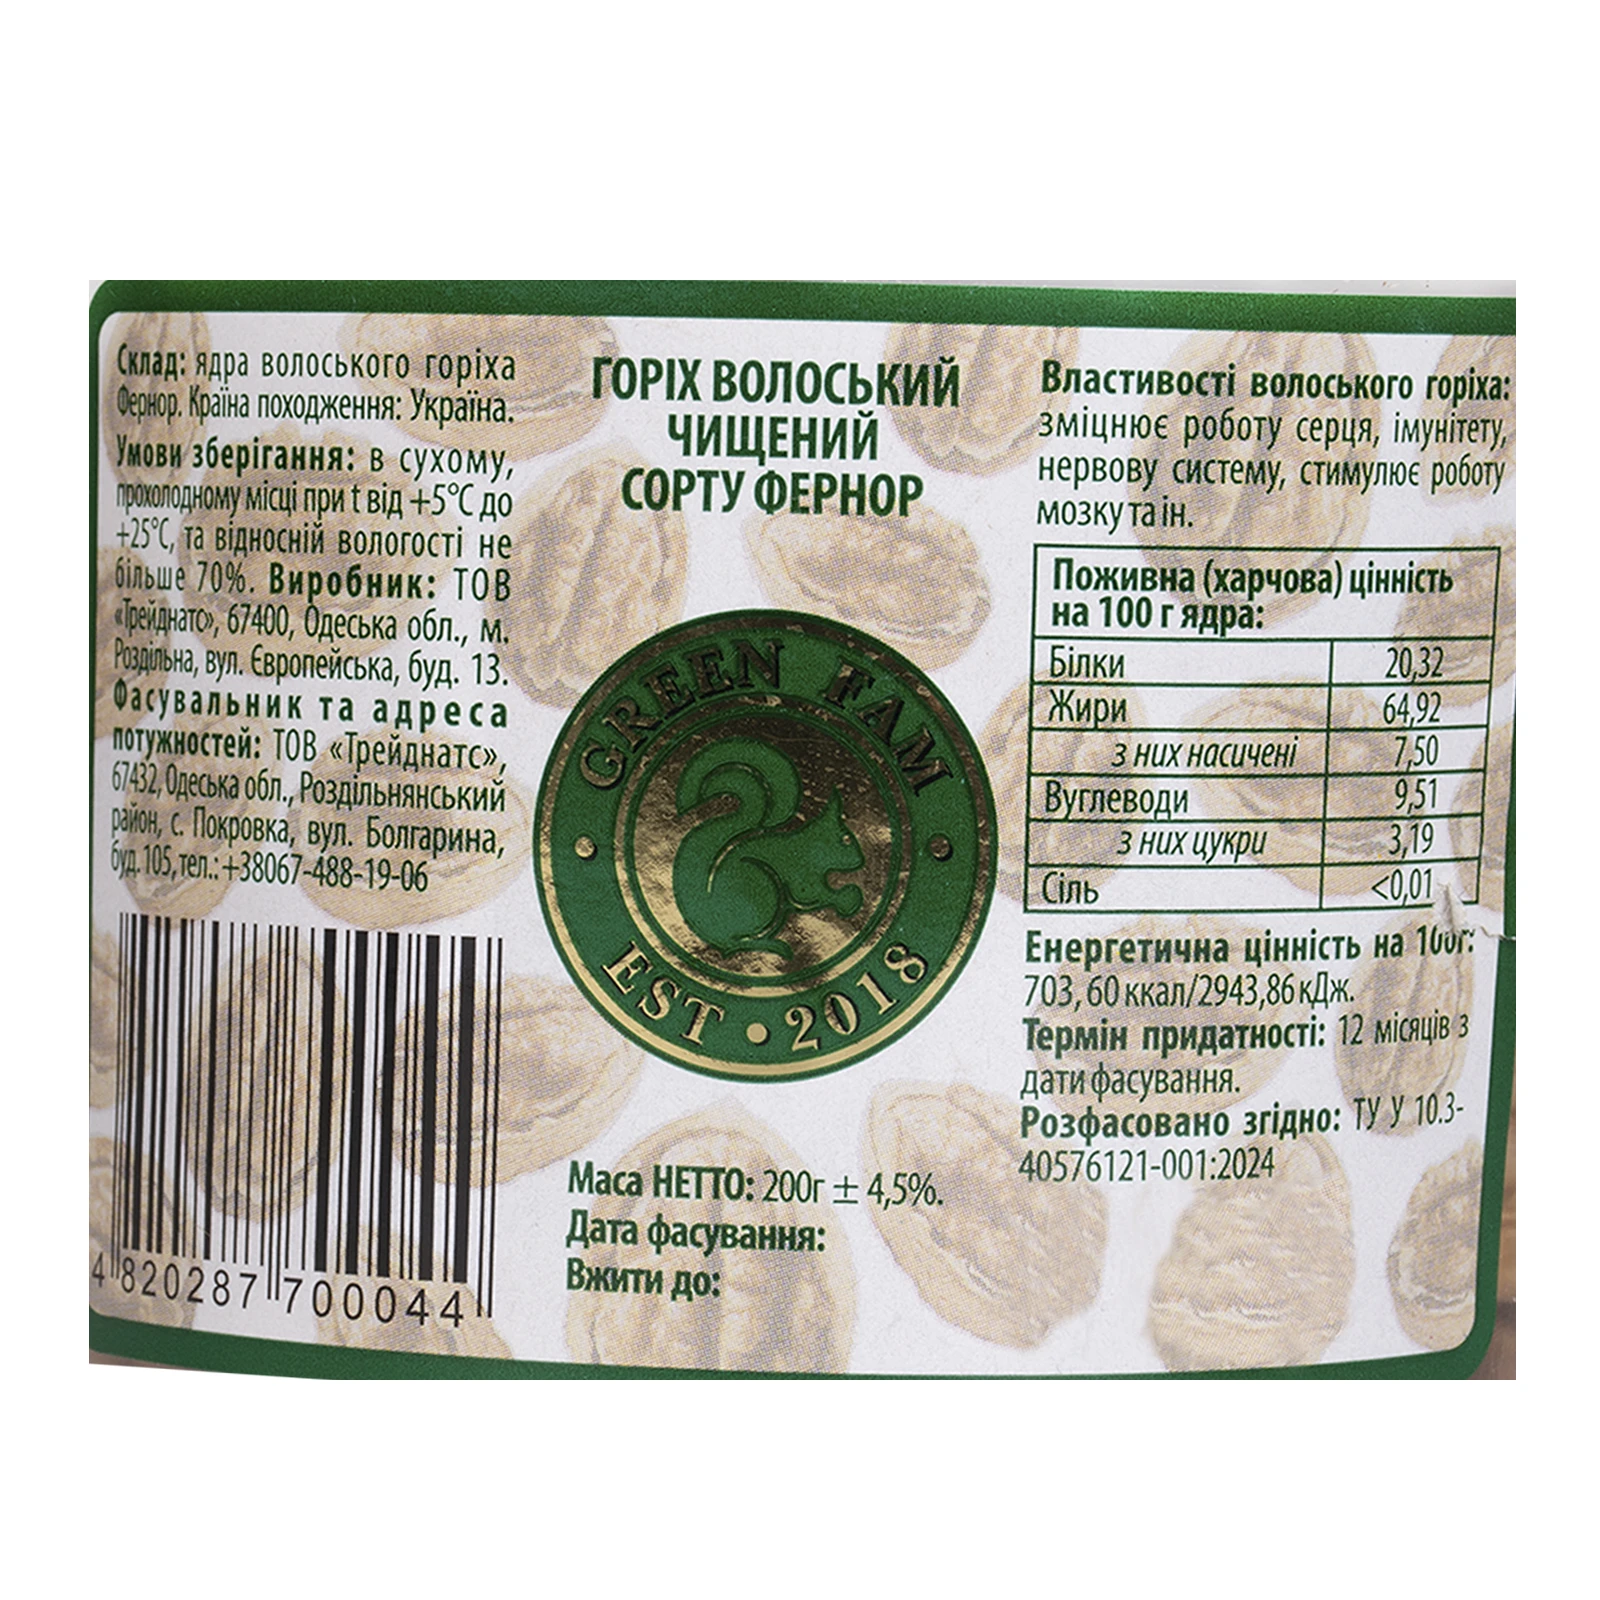 Склад: ядра волоського горіха
Фернор. Країна походження: Україна.
Умови зберігання: в сухому,
прохолодному місці при t від +5°С до
+25°С, та відносній вологості не
більше 70%. Виробник: ТОВ
«Трейднатс», 67400, Одеська обл., м.
Роздільна, вул. Європейська, буд. 13.
Фасувальник та адреса
потужностей: ТОВ «Трейднатс»,
67432, Одеська обл., Роздільнянський
район, с. Покровка, вул. Болгарина,
буд. 105, тел.: +38067-488-19-06
4 820287 700044
ГОРІХ ВОЛОСЬКИЙ
ЧИЩЕНИЙ
СОРТУ ФЕРНОР
GREEN FAM
EST • 2018
Маса НЕТТО: 200г ± 4,5%.
Дата фасування:
Вжити до:
Властивості волоського горіха:
зміцнює роботу серця, імунітету,
нервову систему, стимулює роботу
мозку та ін.
Поживна (харчова) цінність
на 100 г ядра:
Білки 20,32
Жири 64,92
з них насичені 7,50
Вуглеводи 9,51
з них цукри 3,19
Сіль <0,01
Енергетична цінність на 100г:
703, 60 ккал/2943,86 кДж.
Термін придатності: 12 місяців з
дати фасування.
Розфасовано згідно: ТУ У 10.3-
40576121-001:2024